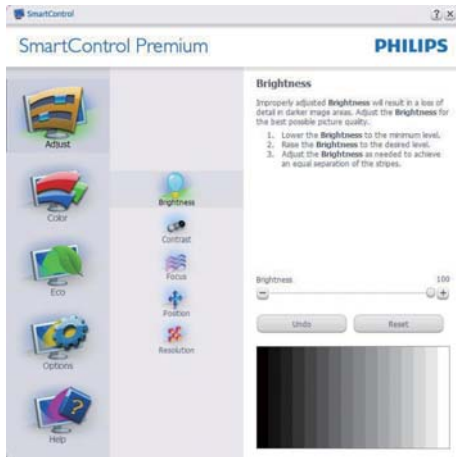 SmartControl
? x
SmartControl Premium
PHILIPS
Adjust
Color
Eco
Options
Help
Brightness
Contrast
Focus
Position
Resolution
Brightness
Improperly adjusted Brightness will result in a loss of
detail in darker image areas. Adjust the Brightness for
the best possible picture quality.
1. Lower the Brightness to the minimum level.
2. Raise the Brightness to the desired level.
3. Adjust the Brightness as needed to achieve
an equal separation of the stripes.
Brightness 100
Undo Reset